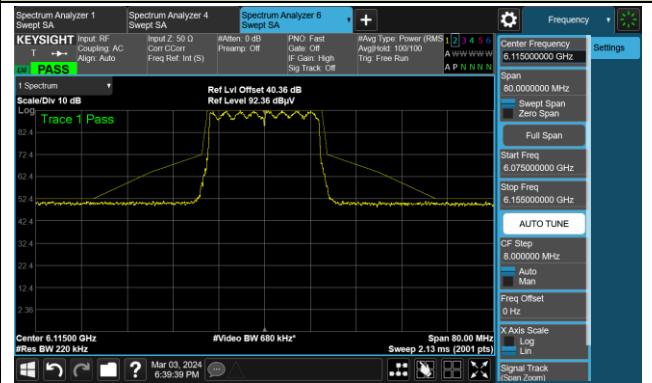 Spectrum Analyzer 1
Swept SA
Spectrum Analyzer 4
Swept SA
Spectrum Analyzer 6
Swept SA
Frequency
KEYSIGHT
Input: RF
Coupling: AC
Align: Auto
Input Z: 50 Ω
Corr CCorr
Freq Ref: Int (S)
#Atten: 0 dB
Preamp: Off
PNO: Fast
Gate: Off
IF Gain: High
Sig Track: Off
#Avg Type: Power (RMS
Avg|Hold: 100/100
Trig: Free Run
1 2 3 4 5 6
A W W W W W
A P N N N N
T
PASS
1 Spectrum
Scale/Div 10 dB
Ref Lvl Offset 40.36 dB
Ref Level 92.36 dBµV
Log
Trace 1 Pass
82.4
72.4
62.4
52.4
42.4
32.4
22.4
12.4
2.36
Center 6.11500 GHz
#Res BW 220 kHz
#Video BW 680 kHz*
Span 80.00 MHz
Sweep 2.13 ms (2001 pts)
Center Frequency
6.115000000 GHz
Settings
Span
80.0000000 MHz
Swept Span
Zero Span
Full Span
Start Freq
6.075000000 GHz
Stop Freq
6.155000000 GHz
AUTO TUNE
CF Step
8.000000 MHz
Auto
Man
Freq Offset
0 Hz
X Axis Scale
Log
Lin
Signal Track
(Span Zoom)
Mar 03, 2024
6:39:39 PM